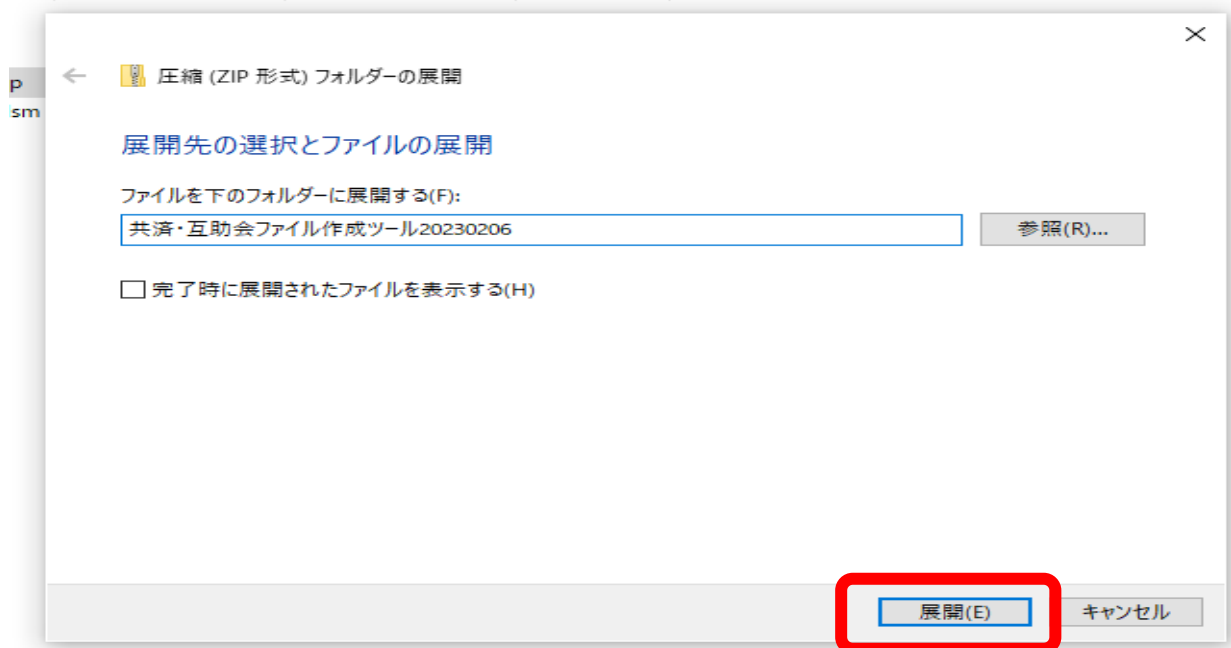 p
sm
圧縮 (ZIP 形式) フォルダーの展開
展開先の選択とファイルの展開
ファイルを下のフォルダーに展開する(F):
共済・互助会ファイル作成ツール20230206
参照(R)...
完了時に展開されたファイルを表示する(H)
展開(E)
キャンセル